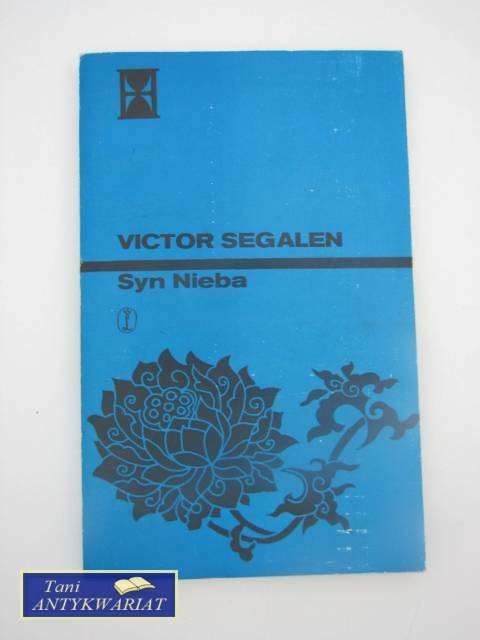 VICTOR SEGALEN
Syn Nieba
Tani
ANTYKWARIAT